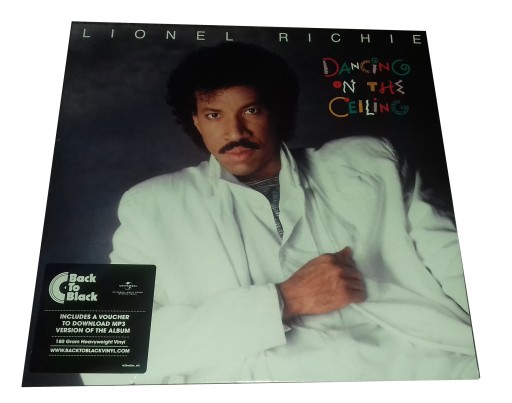 LIONEL RICHIE
DANCING
ON THE
CEILING
Back
To
Black
UNIVERSAL
INCLUDES A VOUCHER
TO DOWNLOAD MP3
VERSION OF THE ALBUM
180 Gram Heavyweight Vinyl
WWW.BACKTOBLACKVINYL.COM